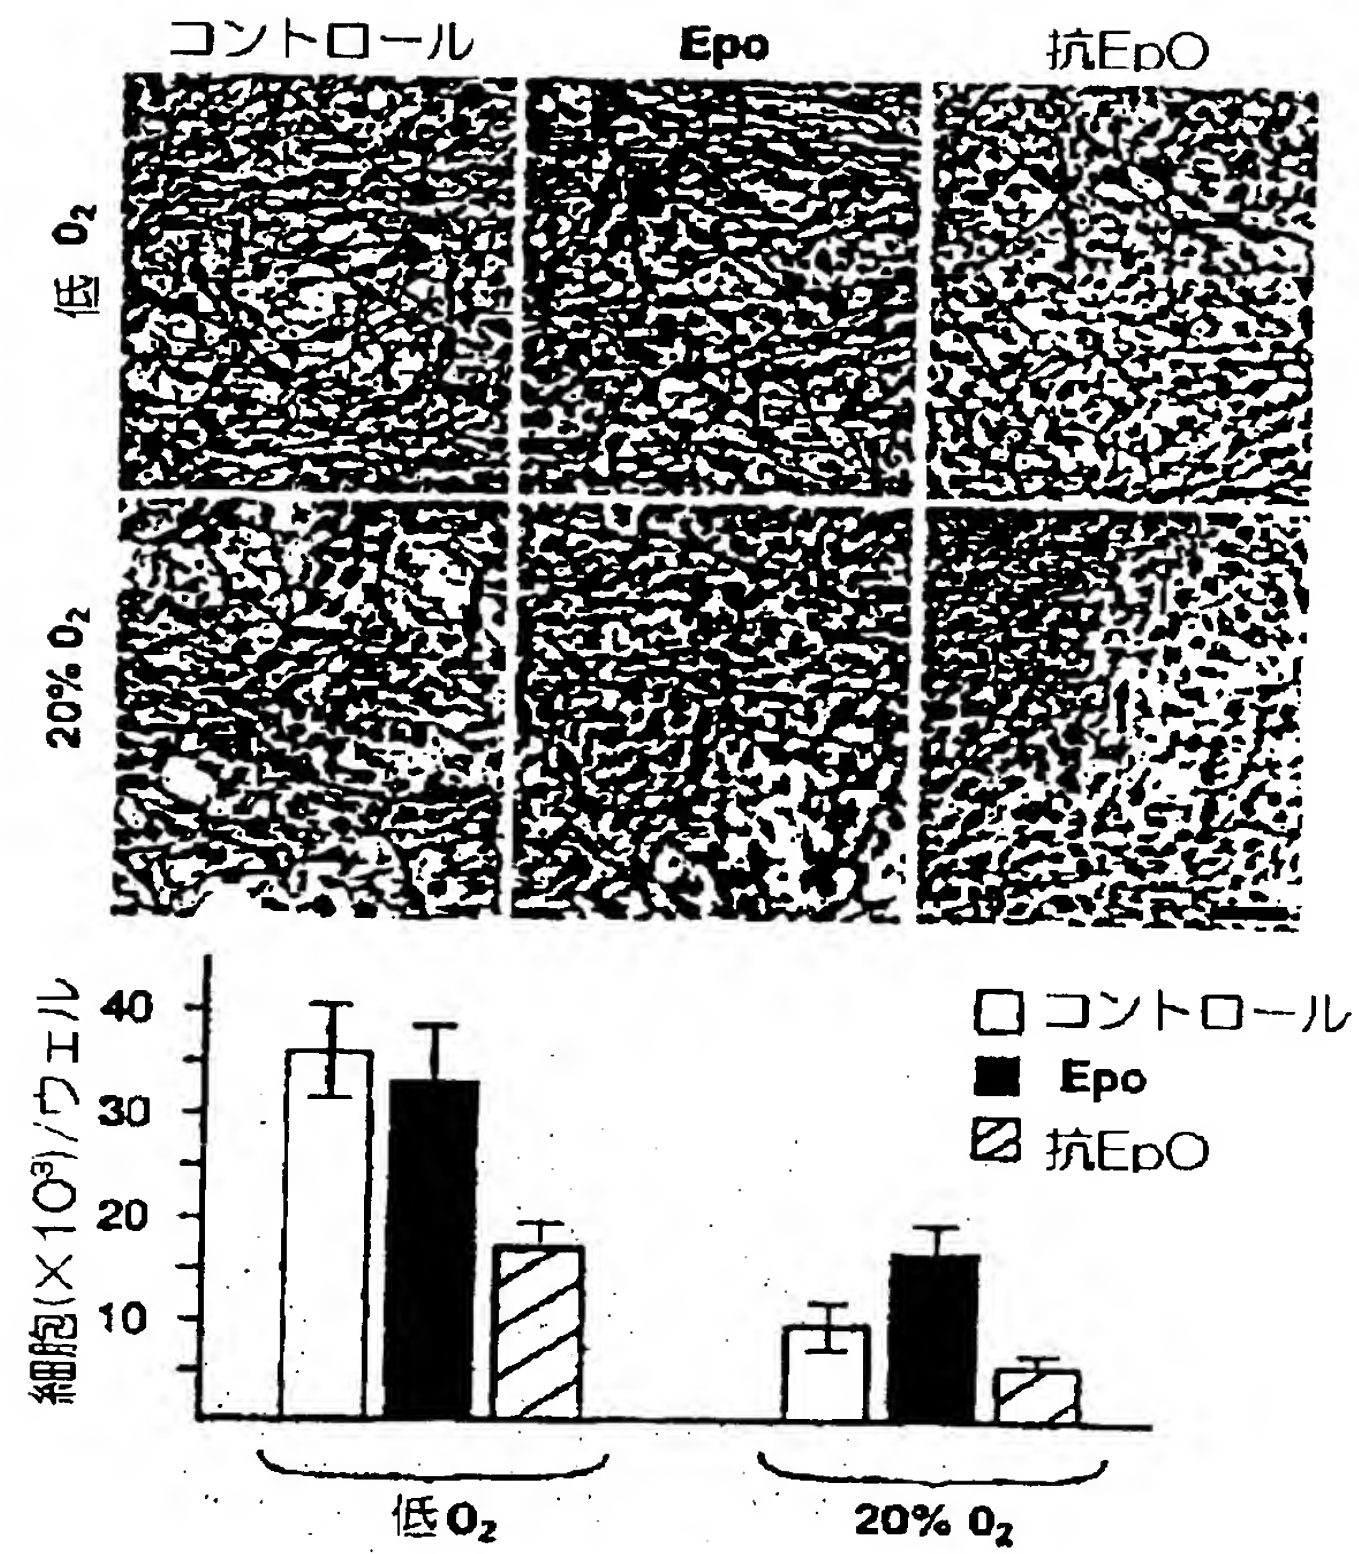 コントロール Epo 抗EpO
低 O₂
20% O₂
細胞(×10³)/ウェル
40
30
20
10
コントロール
Epo
抗EpO
低 O₂ 20% O₂